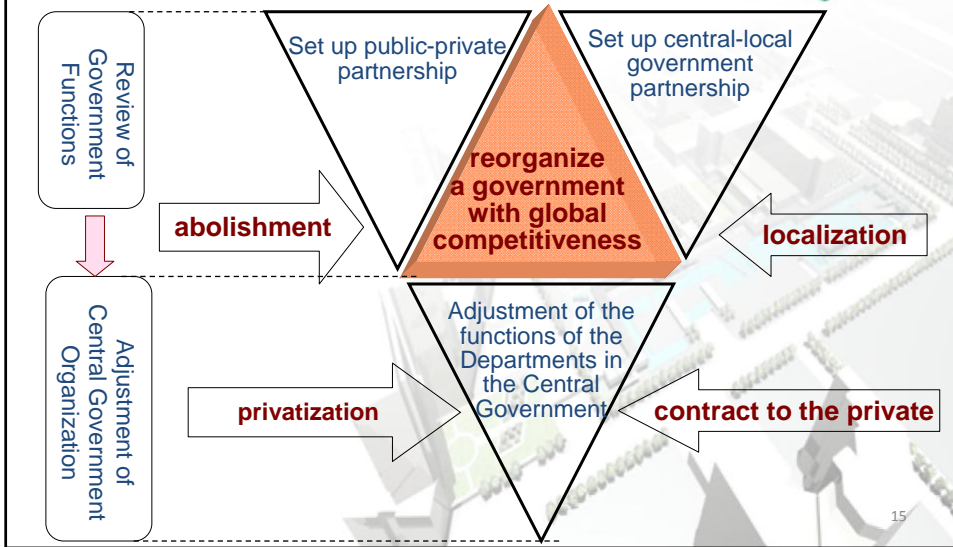 Review of
Government
Functions
Set up public-private
partnership
Set up central-local
government
partnership
reorganize
a government
with global
competitiveness
abolishment
localization
Adjustment of
Central Government
Organization
Adjustment of the
functions of the
Departments in
the Central
Government
privatization
contract to the private
15